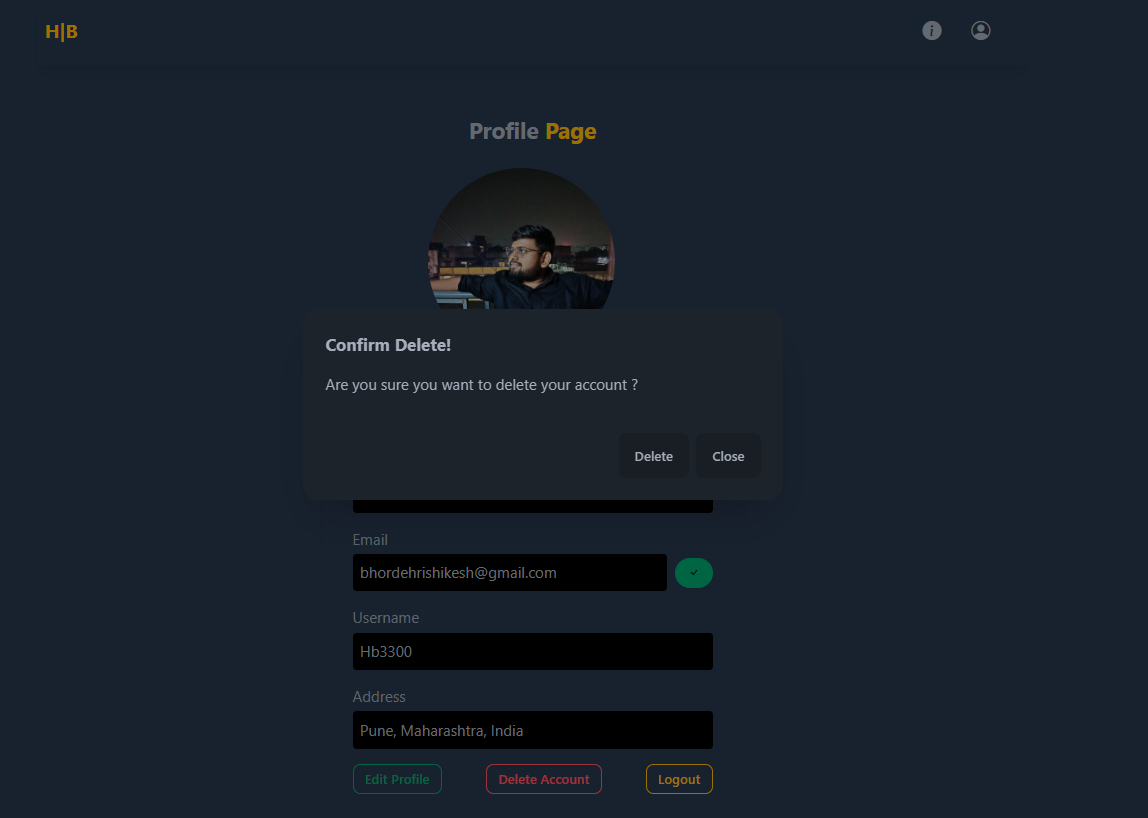 H|B
Profile Page
Confirm Delete!
Are you sure you want to delete your account ?
Delete Close
Email
bhordehrishikesh@gmail.com
Username
Hb3300
Address
Pune, Maharashtra, India
Edit Profile Delete Account Logout